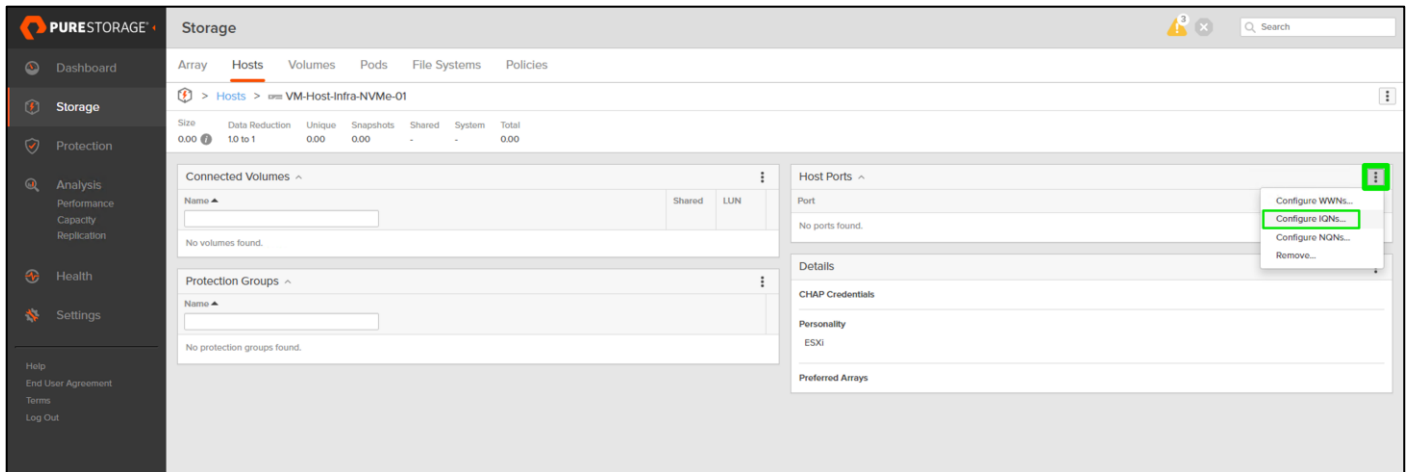 PURESTORAGE®
Storage
3
Search
Dashboard
Storage
Protection
Analysis
Performance
Capacity
Replication
Health
Settings
Help
End User Agreement
Terms
Log Out
Array Hosts Volumes Pods File Systems Policies
> Hosts > VM-Host-Infra-NVMe-01
Size Data Reduction Unique Snapshots Shared System Total
0.00 1.0 to 1 0.00 0.00 - - 0.00
Connected Volumes
Name Shared LUN
No volumes found.
Protection Groups
Name
No protection groups found.
Host Ports
Port
No ports found.
Configure WWNs...
Configure IQNs...
Configure NQNs...
Remove...
Details
CHAP Credentials
Personality
ESXi
Preferred Arrays